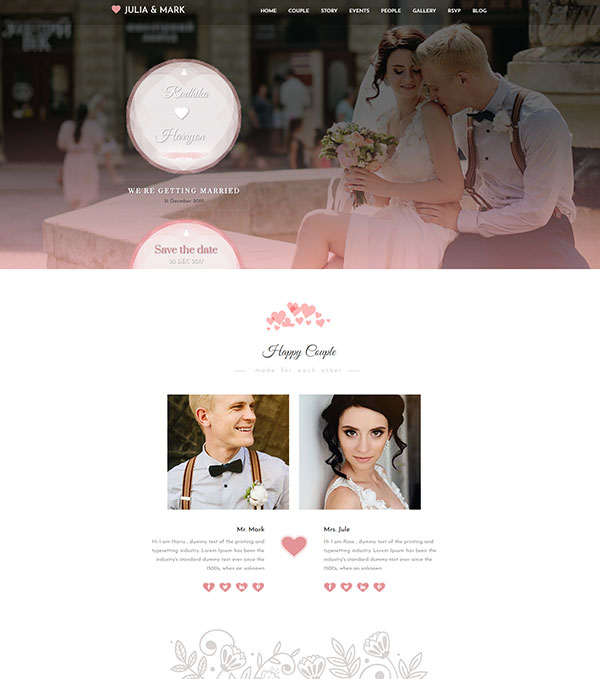 JULIA & MARK
HOME COUPLE STORY EVENTS PEOPLE GALLERY RSVP BLOG
Radhika
Harryon
WE'RE GETTING MARRIED
31 December 2018
Save the date
20 DEC 2017
Happy Couple
made for each other
Mr. Mark
Hi I am Harry , dummy text of the printing and
typesetting industry. Lorem Ipsum has been the
industry's standard dummy text ever since the
1500s, when an unknown
Mrs. Jule
Hi I am Rose , dummy text of the printing and
typesetting industry. Lorem Ipsum has been the
industry's standard dummy text ever since the
1500s, when an unknown